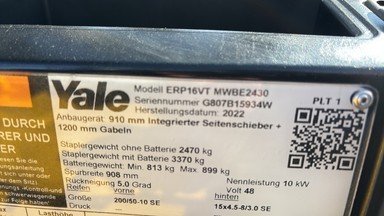 Yale
Modell ERP16VT MWBE2430
Seriennummer G807B15934W
Herstellungsdatum: 2022
PLT 1
Anbaugerät: 910 mm Integrierter Seitenschieber +
1200 mm Gabeln
Staplergewicht ohne Batterie 2470 kg
Staplergewicht mit Batterie 3370 kg
Batteriegewicht: Min 813 kg Max 899 kg
Spurbreite 908 mm
Nennleistung 10 kW
Rückneigung 5.0 Grad
Volt 48
Reifen vorne
hinten
Druck 200/50-10 SE
15x4.5-8/3.0 SE
DURCH
RER UND
ER
Lasthöhe